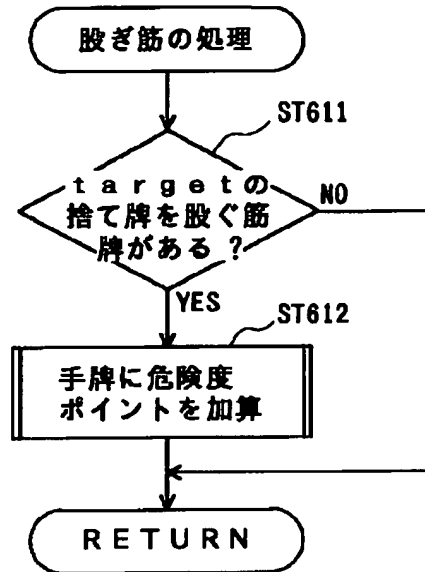 股ぎ筋の処理
ST611
targetの
捨て牌を股ぐ筋
牌がある？
NO
YES
ST612
手牌に危険度
ポイントを加算
RETURN